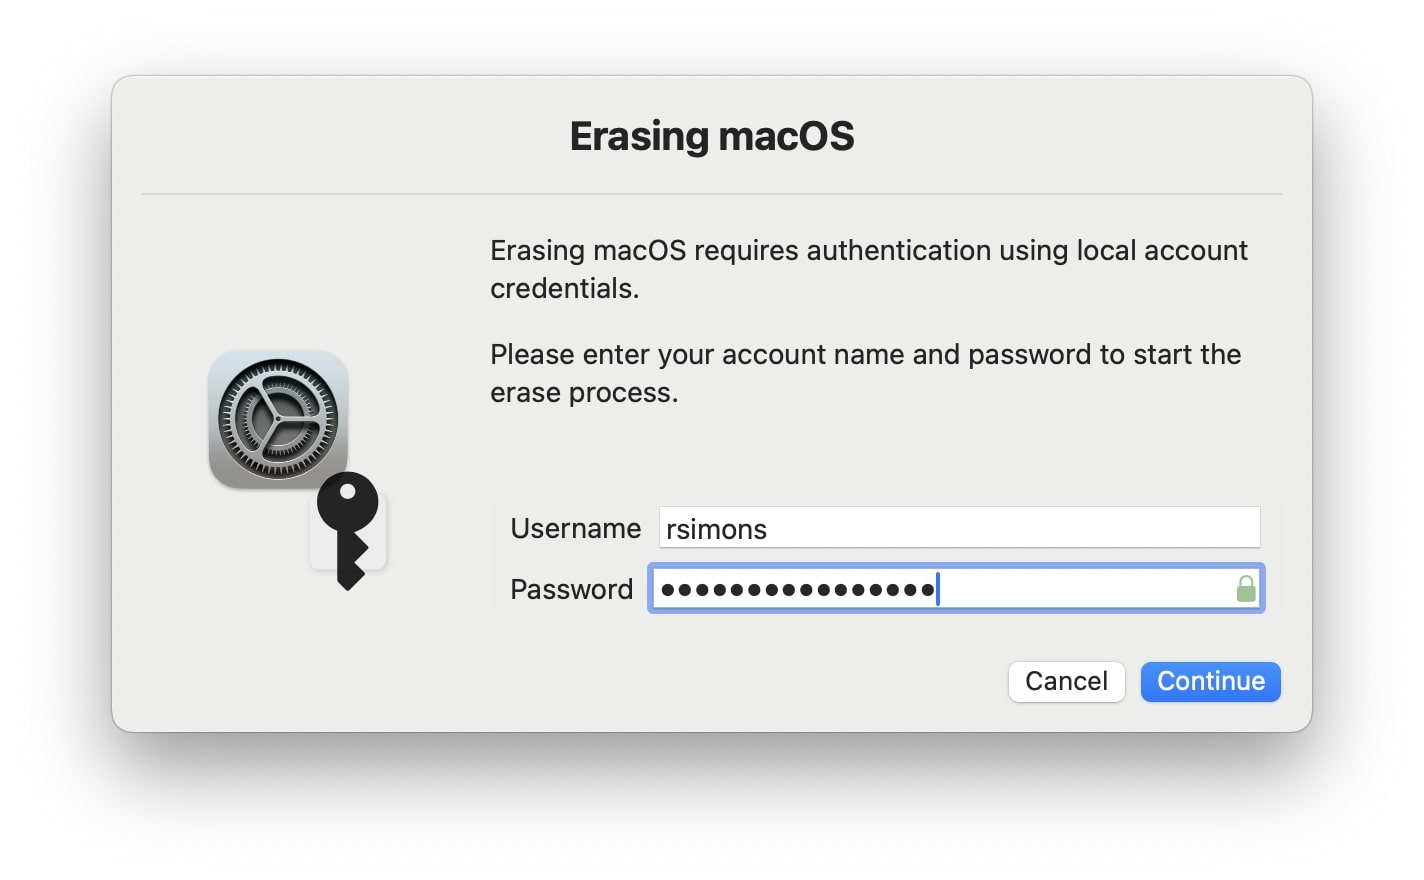 Erasing macOS
Erasing macOS requires authentication using local account
credentials.
Please enter your account name and password to start the
erase process.
Username rsimons
Password ••••••••••••••••
Cancel Continue